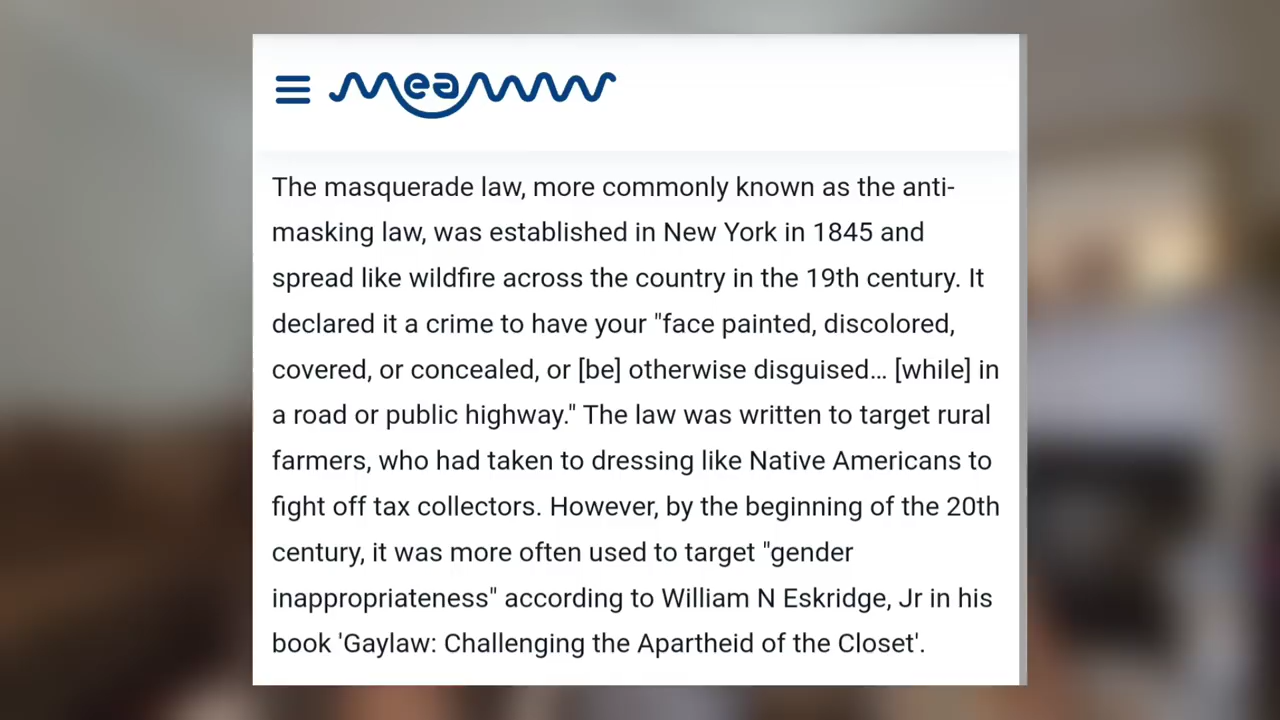 meaww
The masquerade law, more commonly known as the anti-
masking law, was established in New York in 1845 and
spread like wildfire across the country in the 19th century. It
declared it a crime to have your "face painted, discolored,
covered, or concealed, or [be] otherwise disguised... [while] in
a road or public highway." The law was written to target rural
farmers, who had taken to dressing like Native Americans to
fight off tax collectors. However, by the beginning of the 20th
century, it was more often used to target "gender
inappropriateness" according to William N Eskridge, Jr in his
book 'Gaylaw: Challenging the Apartheid of the Closet'.